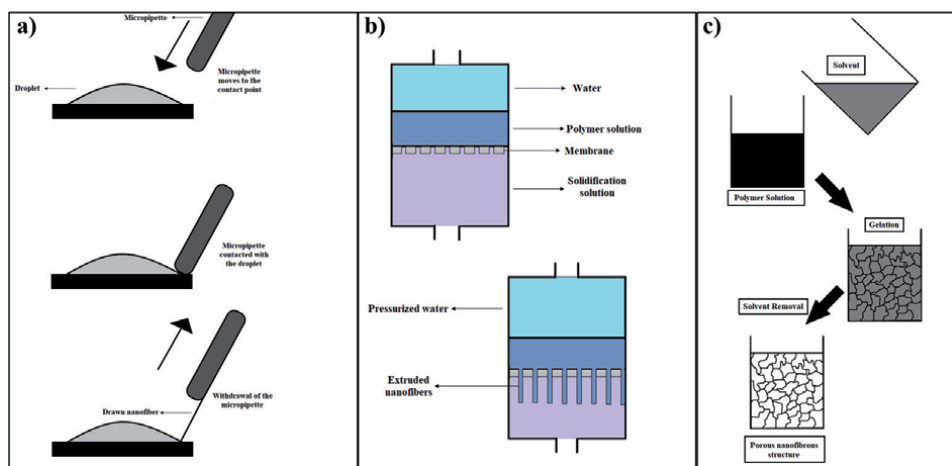 a)
Micropipette
Micropipette
moves to the
contact point
Droplet
Micropipette
contacted with
the droplet
Withdrawal of the
micropipette
Drawn nanofiber
b)
Water
Polymer solution
Membrane
Solidification
solution
Pressurized water
Extruded
nanofibers
c)
Solvent
Polymer Solution
Gelation
Solvent Removal
Porous nanofibrous
structure